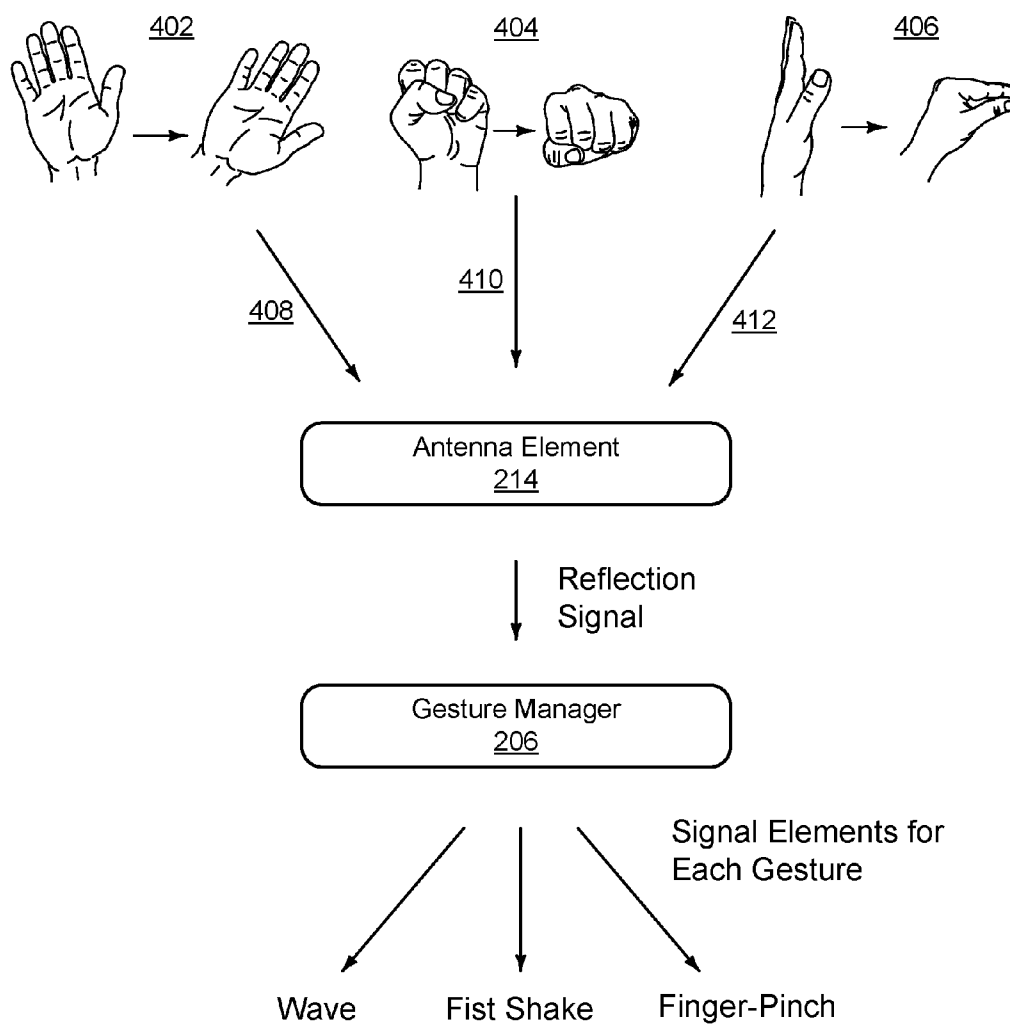 402
404
406
408
410
412
Antenna Element
214
Reflection
Signal
Gesture Manager
206
Signal Elements for
Each Gesture
Wave
Fist Shake
Finger-Pinch